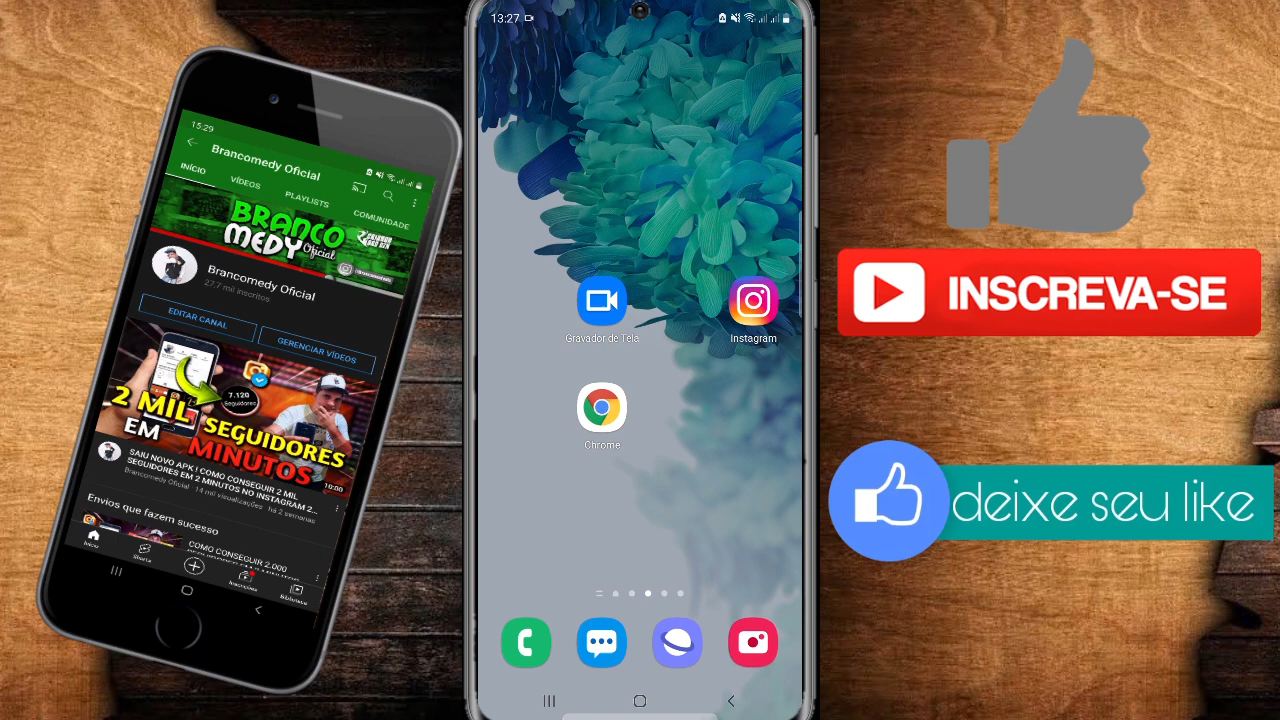 15:29
Brancomedy Oficial
INÍCIO
VÍDEOS
PLAYLISTS
COMUNIDADE
BRANCO
MEDY
Oficial
Brancomedy Oficial
27,7 mil inscritos
EDITAR CANAL
GERENCIAR VÍDEOS
7.120
Seguidores
2 MIL SEGUIDORES
EM MINUTOS
10:00
SAIU NOVO APK ! COMO CONSEGUIR 2 MIL
SEGUIDORES EM 2 MINUTOS NO INSTAGRAM 2...
Brancomedy Oficial · 14 mil visualizações · há 2 semanas
Envios que fazem sucesso
COMO CONSEGUIR 2.000
Início
Shorts
Inscrições
Biblioteca
13:27
Gravador de Tela
Instagram
Chrome
INSCREVA-SE
deixe seu like